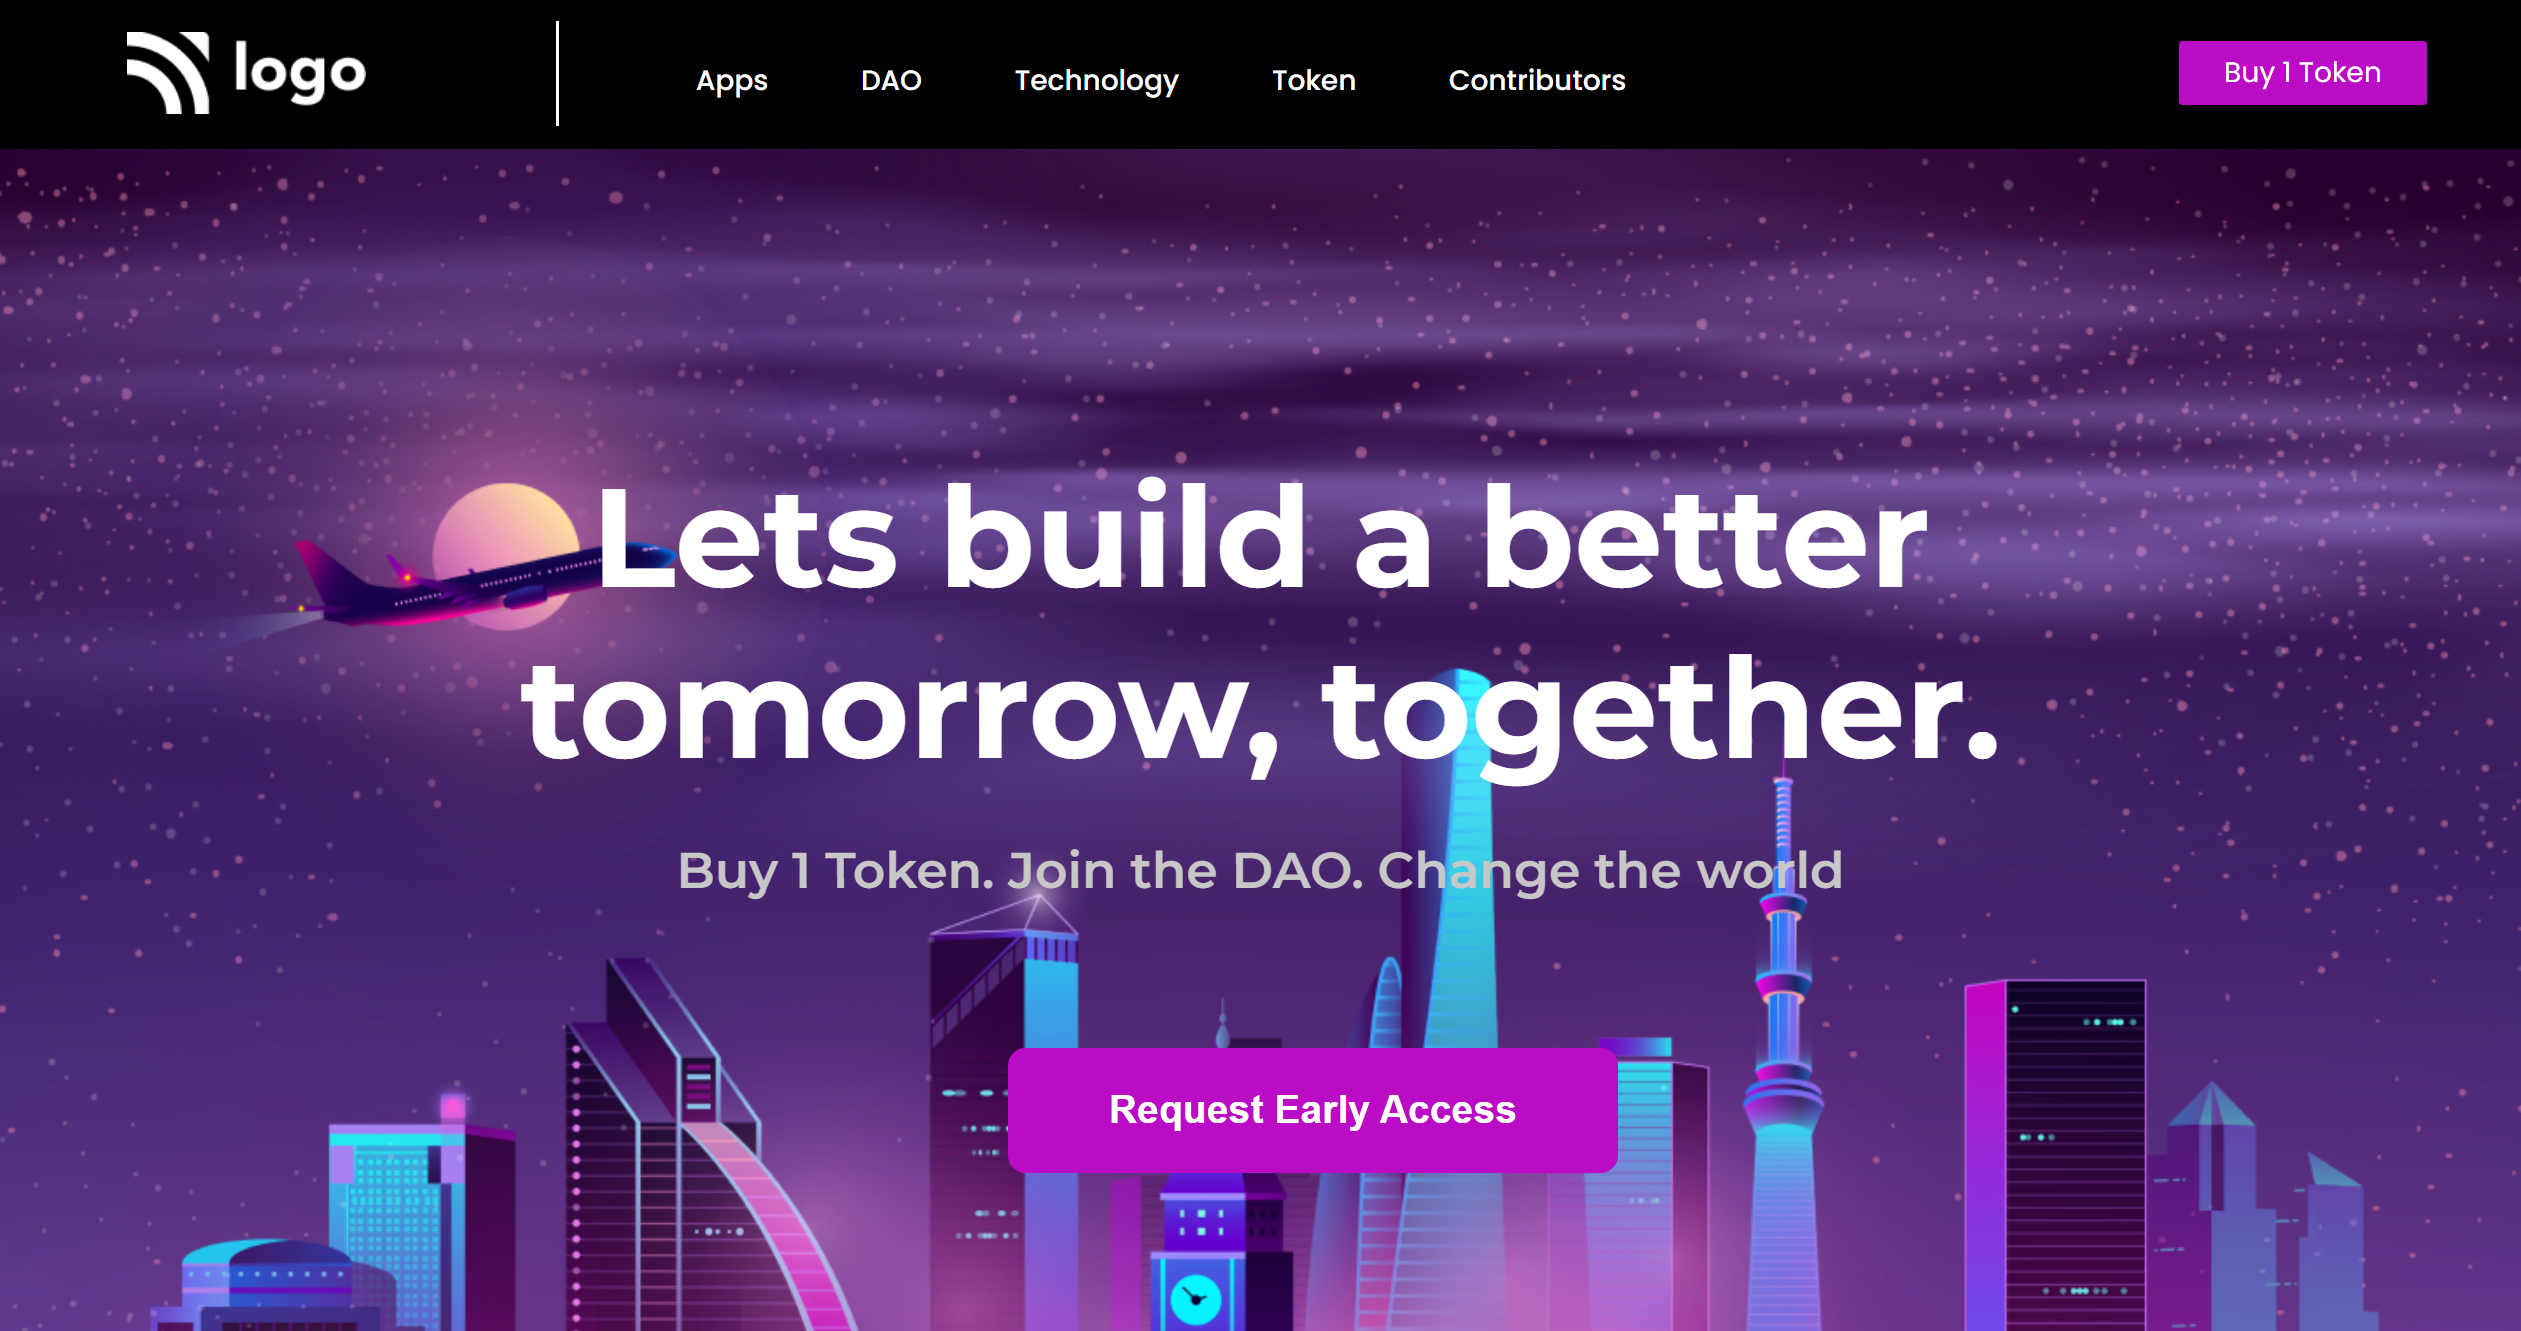 logo
Apps DAO Technology Token Contributors
Buy 1 Token
Lets build a better
tomorrow, together.
Buy 1 Token. Join the DAO. Change the world
Request Early Access